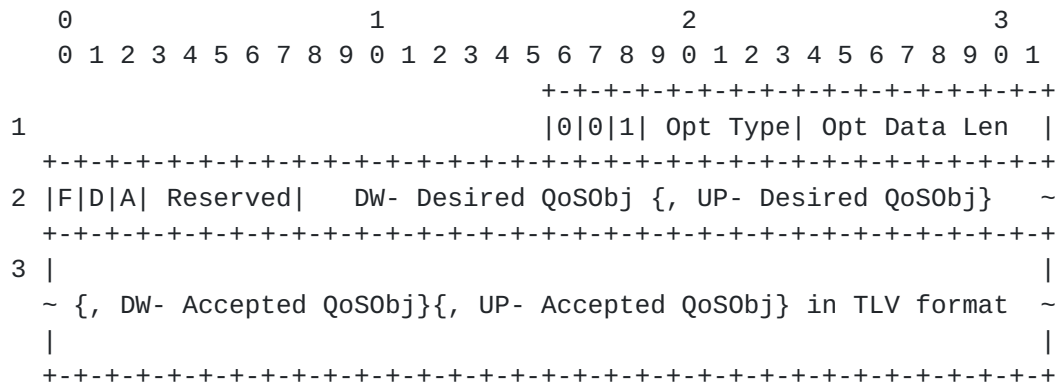 0                   1                   2                   3
    0 1 2 3 4 5 6 7 8 9 0 1 2 3 4 5 6 7 8 9 0 1 2 3 4 5 6 7 8 9 0 1
                                   +-+-+-+-+-+-+-+-+-+-+-+-+-+-+-+-+
1                                  |0|0|1| Opt Type| Opt Data Len  |
   +-+-+-+-+-+-+-+-+-+-+-+-+-+-+-+-+-+-+-+-+-+-+-+-+-+-+-+-+-+-+-+-+
2  |F|D|A| Reserved|   DW- Desired QoSObj {, UP- Desired QoSObj}   ~
   +-+-+-+-+-+-+-+-+-+-+-+-+-+-+-+-+-+-+-+-+-+-+-+-+-+-+-+-+-+-+-+-+
3  |                                                               |
   ~ {, DW- Accepted QoSObj}{, UP- Accepted QoSObj} in TLV format  ~
   |                                                               |
   +-+-+-+-+-+-+-+-+-+-+-+-+-+-+-+-+-+-+-+-+-+-+-+-+-+-+-+-+-+-+-+-+